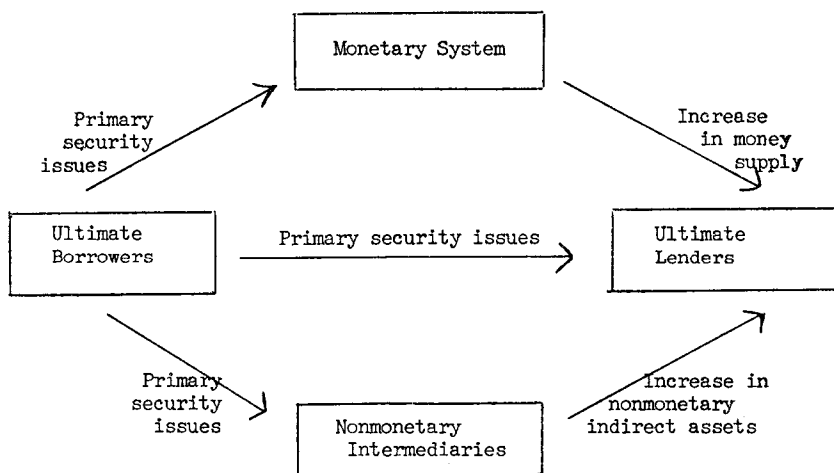 Monetary System
Primary
security
issues
Increase
in money
supply
Ultimate
Borrowers
Primary security issues
Ultimate
Lenders
Primary
security
issues
Increase in
nonmonetary
indirect assets
Nonmonetary
Intermediaries